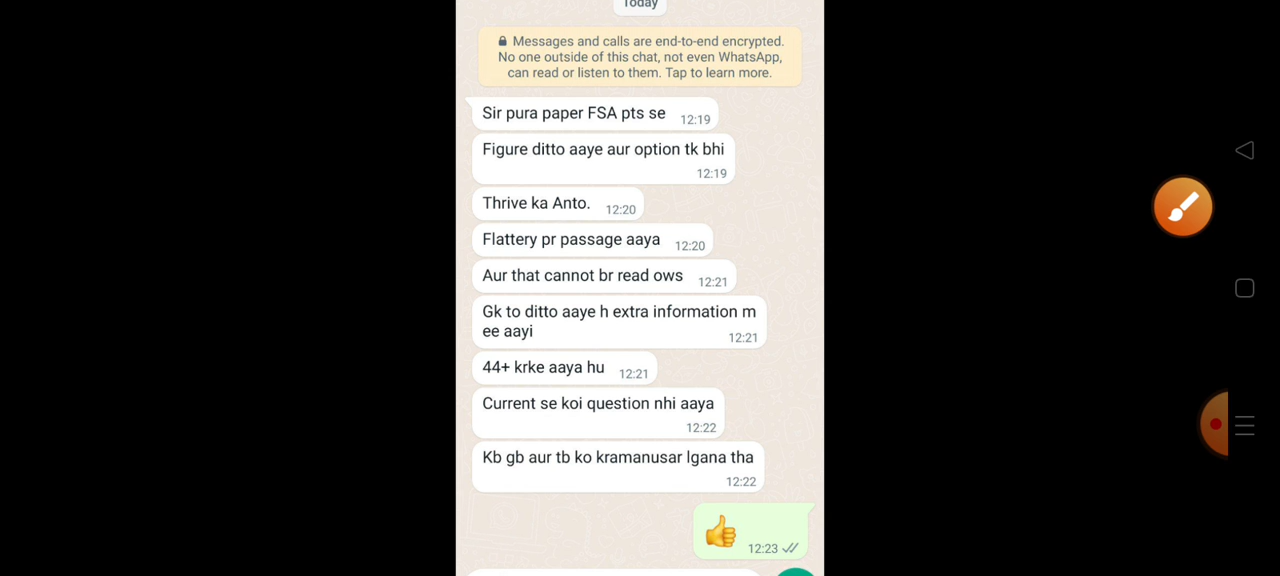 Today
Messages and calls are end-to-end encrypted.
No one outside of this chat, not even WhatsApp,
can read or listen to them. Tap to learn more.
Sir pura paper FSA pts se 12:19
Figure ditto aaye aur option tk bhi
12:19
Thrive ka Anto. 12:20
Flattery pr passage aaya 12:20
Aur that cannot br read ows 12:21
Gk to ditto aaye h extra information m
ee aayi 12:21
44+ krke aaya hu 12:21
Current se koi question nhi aaya
12:22
Kb gb aur tb ko kramanusar lgana tha
12:22
👍 12:23